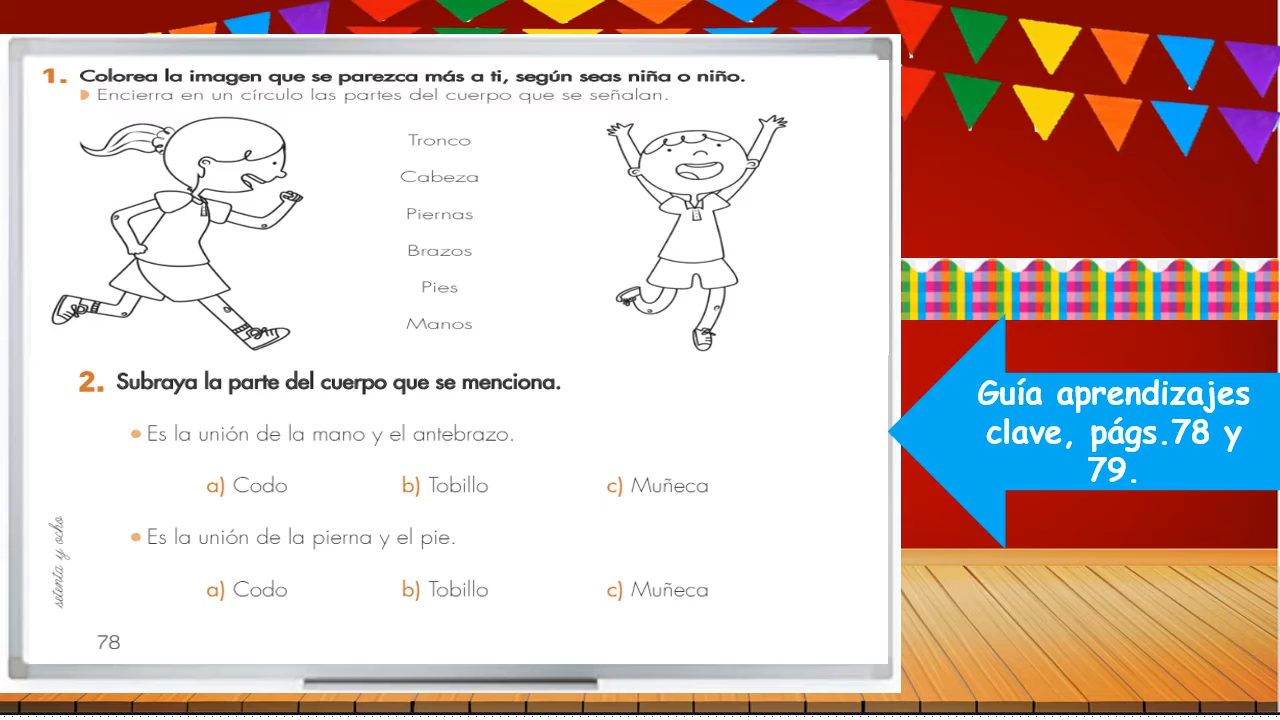 1. Colorea la imagen que se parezca más a ti, según seas niña o niño.
Encierra en un círculo las partes del cuerpo que se señalan.
Tronco
Cabeza
Piernas
Brazos
Pies
Manos
2. Subraya la parte del cuerpo que se menciona.
• Es la unión de la mano y el antebrazo.
a) Codo b) Tobillo c) Muñeca
• Es la unión de la pierna y el pie.
a) Codo b) Tobillo c) Muñeca
setenta y ocho
78
Guía aprendizajes
clave, págs.78 y
79.